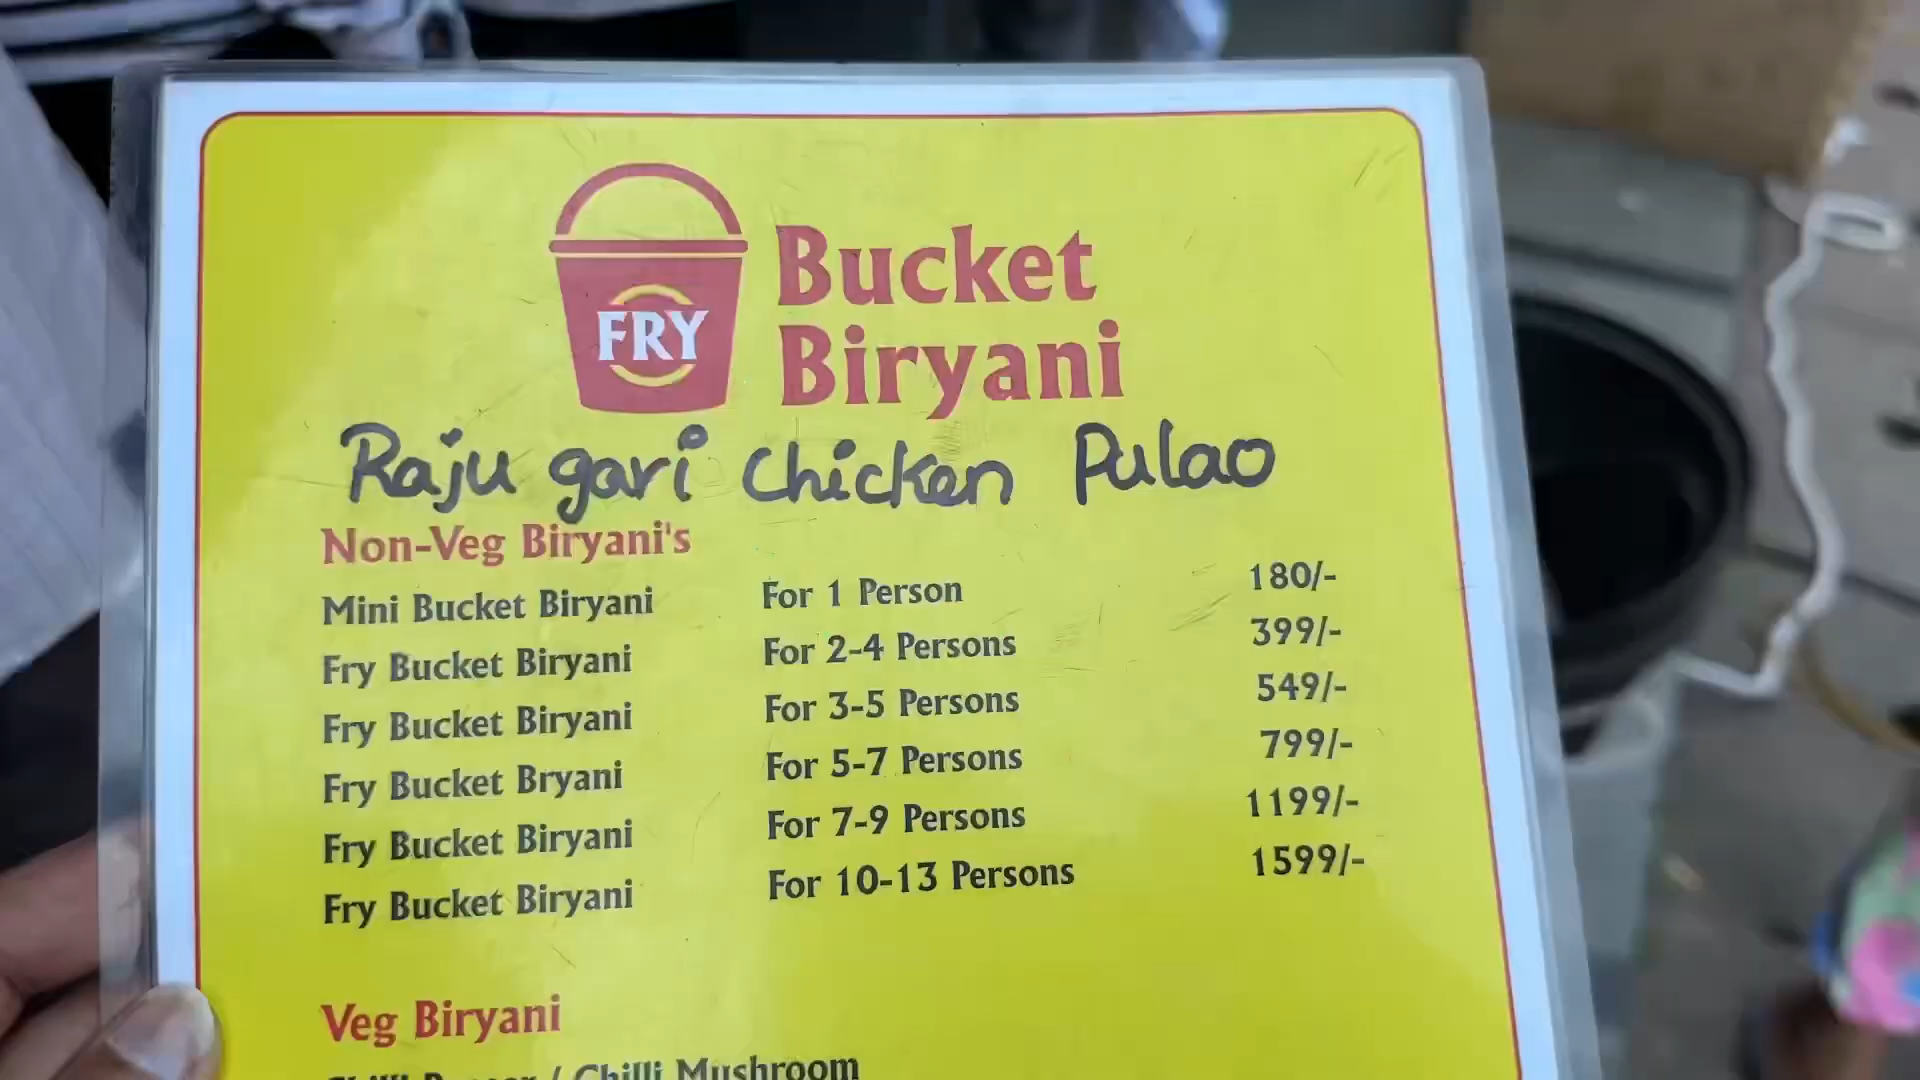 FRY
Bucket
Biryani
Raju gari Chicken Pulao
Non-Veg Biryani's
Mini Bucket Biryani For 1 Person 180/-
Fry Bucket Biryani For 2-4 Persons 399/-
Fry Bucket Biryani For 3-5 Persons 549/-
Fry Bucket Bryani For 5-7 Persons 799/-
Fry Bucket Biryani For 7-9 Persons 1199/-
Fry Bucket Biryani For 10-13 Persons 1599/-
Veg Biryani
/ Chilli Mushroom